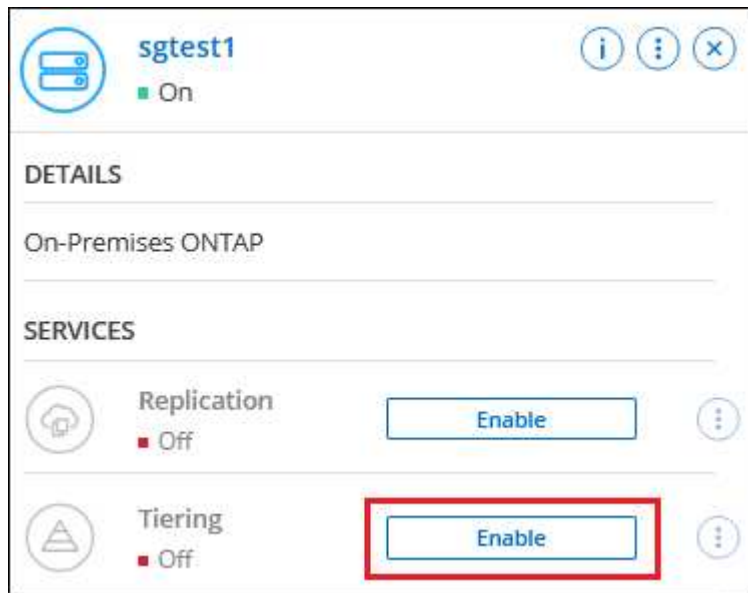 sgtest1
On
DETAILS
On-Premises ONTAP
SERVICES
Replication
Off
Enable
Tiering
Off
Enable